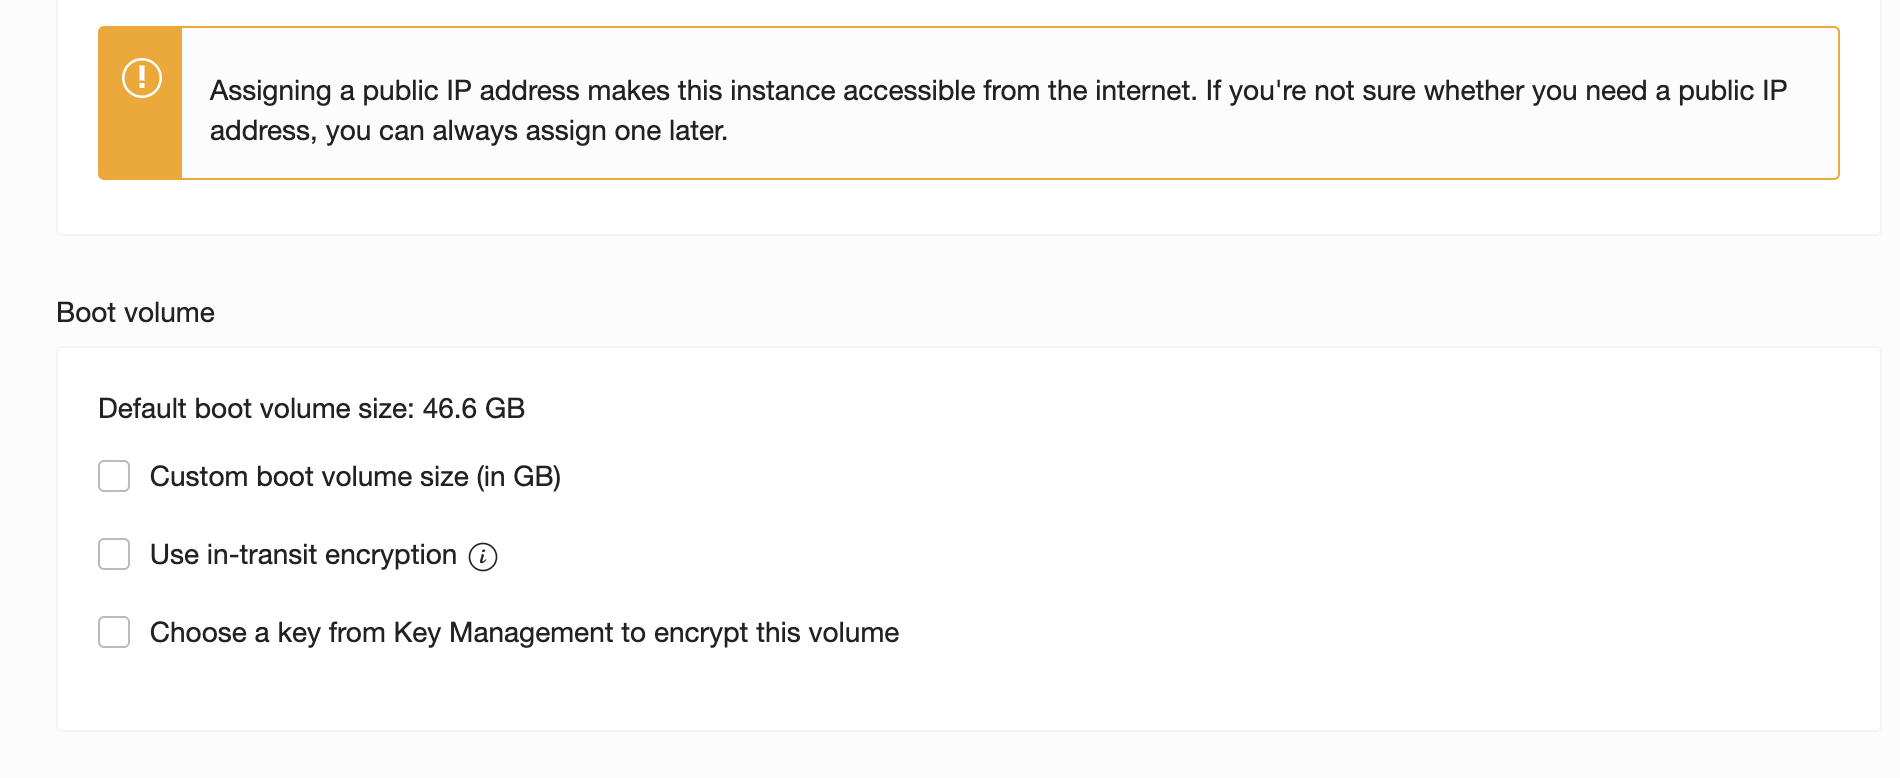 Assigning a public IP address makes this instance accessible from the internet. If you're not sure whether you need a public IP
address, you can always assign one later.
Boot volume
Default boot volume size: 46.6 GB
Custom boot volume size (in GB)
Use in-transit encryption
Choose a key from Key Management to encrypt this volume